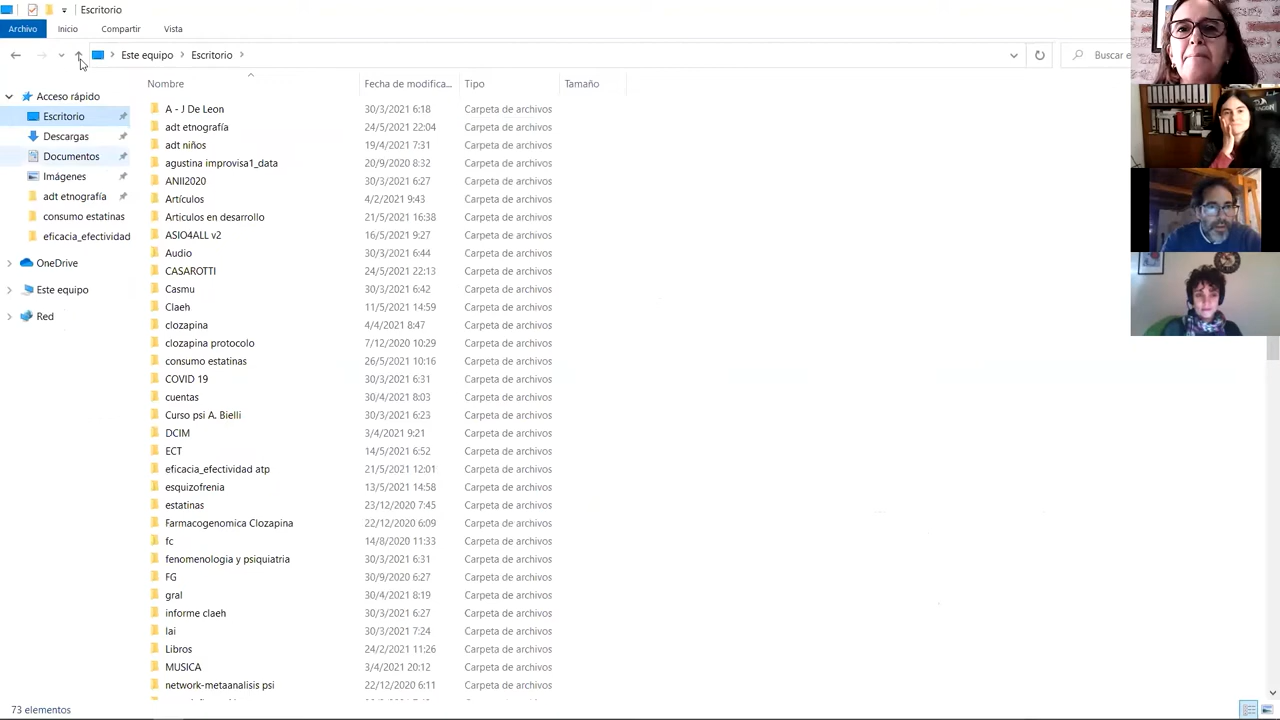 Escritorio
Archivo Inicio Compartir Vista
Este equipo Escritorio Buscar e
Nombre Fecha de modifica... Tipo Tamaño
Acceso rápido
Escritorio
Descargas
Documentos
Imágenes
adt etnografía
consumo estatinas
eficacia_efectividad
OneDrive
Este equipo
Red
A - J De Leon 30/3/2021 6:18 Carpeta de archivos
adt etnografía 24/5/2021 22:04 Carpeta de archivos
adt niños 19/4/2021 7:31 Carpeta de archivos
agustina improvisa1_data 20/9/2020 8:32 Carpeta de archivos
ANII2020 30/3/2021 6:27 Carpeta de archivos
Artículos 4/2/2021 9:43 Carpeta de archivos
Articulos en desarrollo 21/5/2021 16:38 Carpeta de archivos
ASIO4ALL v2 16/5/2021 9:27 Carpeta de archivos
Audio 30/3/2021 6:44 Carpeta de archivos
CASAROTTI 24/5/2021 22:13 Carpeta de archivos
Casmu 30/3/2021 6:42 Carpeta de archivos
Claeh 11/5/2021 14:59 Carpeta de archivos
clozapina 4/4/2021 8:47 Carpeta de archivos
clozapina protocolo 7/12/2020 10:29 Carpeta de archivos
consumo estatinas 26/5/2021 10:16 Carpeta de archivos
COVID 19 30/3/2021 6:31 Carpeta de archivos
cuentas 30/4/2021 8:03 Carpeta de archivos
Curso psi A. Bielli 30/3/2021 6:23 Carpeta de archivos
DCIM 3/4/2021 9:21 Carpeta de archivos
ECT 14/5/2021 6:52 Carpeta de archivos
eficacia_efectividad atp 21/5/2021 12:01 Carpeta de archivos
esquizofrenia 13/5/2021 14:58 Carpeta de archivos
estatinas 23/12/2020 7:45 Carpeta de archivos
Farmacogenomica Clozapina 22/12/2020 6:09 Carpeta de archivos
fc 14/8/2020 11:33 Carpeta de archivos
fenomenologia y psiquiatria 30/3/2021 6:31 Carpeta de archivos
FG 30/9/2020 6:27 Carpeta de archivos
gral 30/4/2021 8:19 Carpeta de archivos
informe claeh 30/3/2021 6:27 Carpeta de archivos
lai 30/3/2021 7:24 Carpeta de archivos
Libros 24/2/2021 11:26 Carpeta de archivos
MUSICA 3/4/2021 20:12 Carpeta de archivos
network-metaanalisis psi 22/12/2020 6:11 Carpeta de archivos
73 elementos